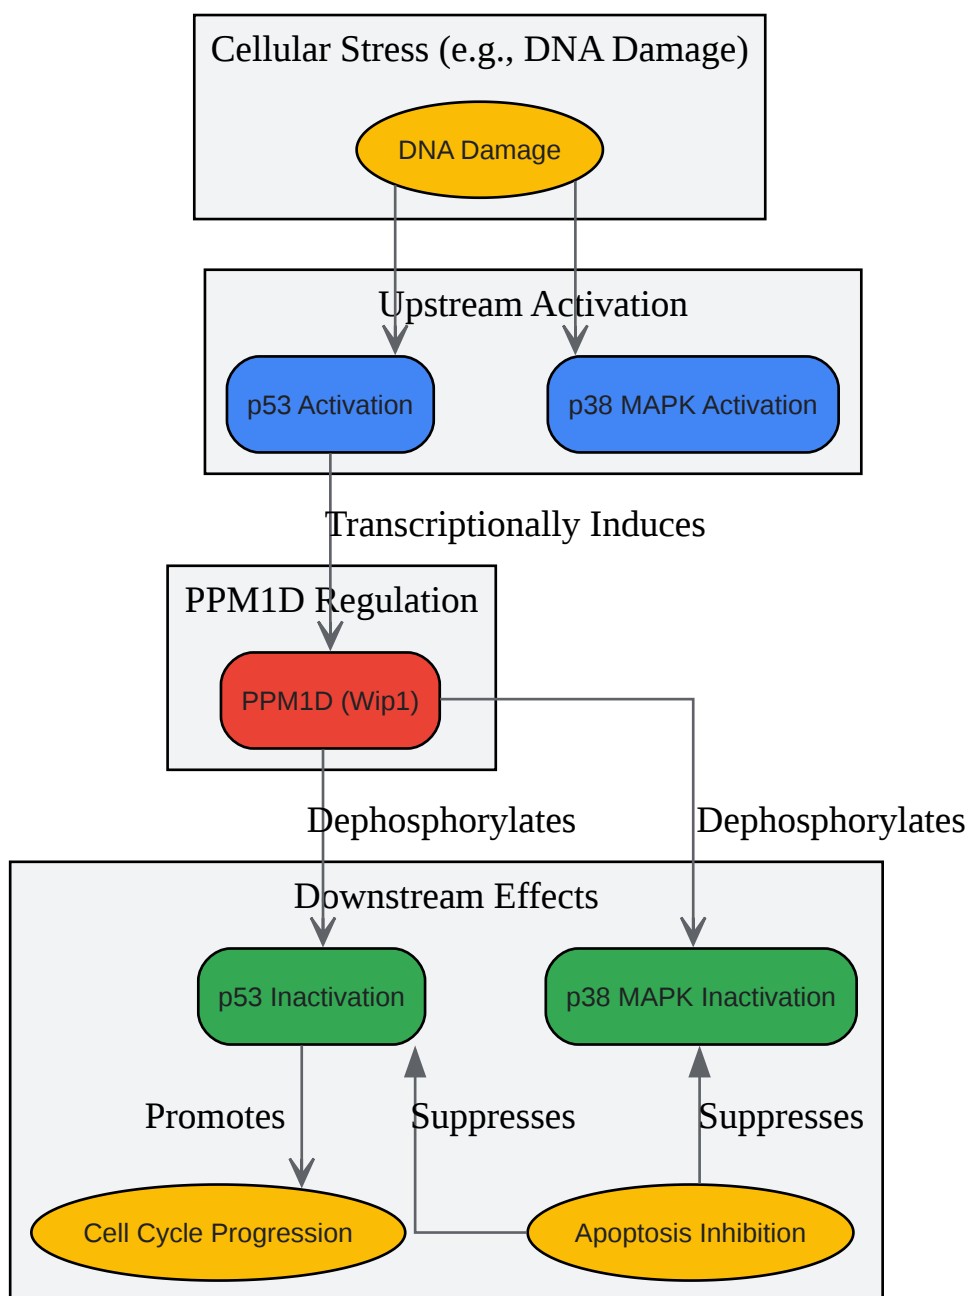 Cellular Stress (e.g., DNA Damage)
DNA Damage
Upstream Activation
p53 Activation
p38 MAPK Activation
Transcriptionally Induces
PPM1D Regulation
PPM1D (Wip1)
Dephosphorylates
Dephosphorylates
Downstream Effects
p53 Inactivation
p38 MAPK Inactivation
Promotes
Suppresses
Suppresses
Cell Cycle Progression
Apoptosis Inhibition